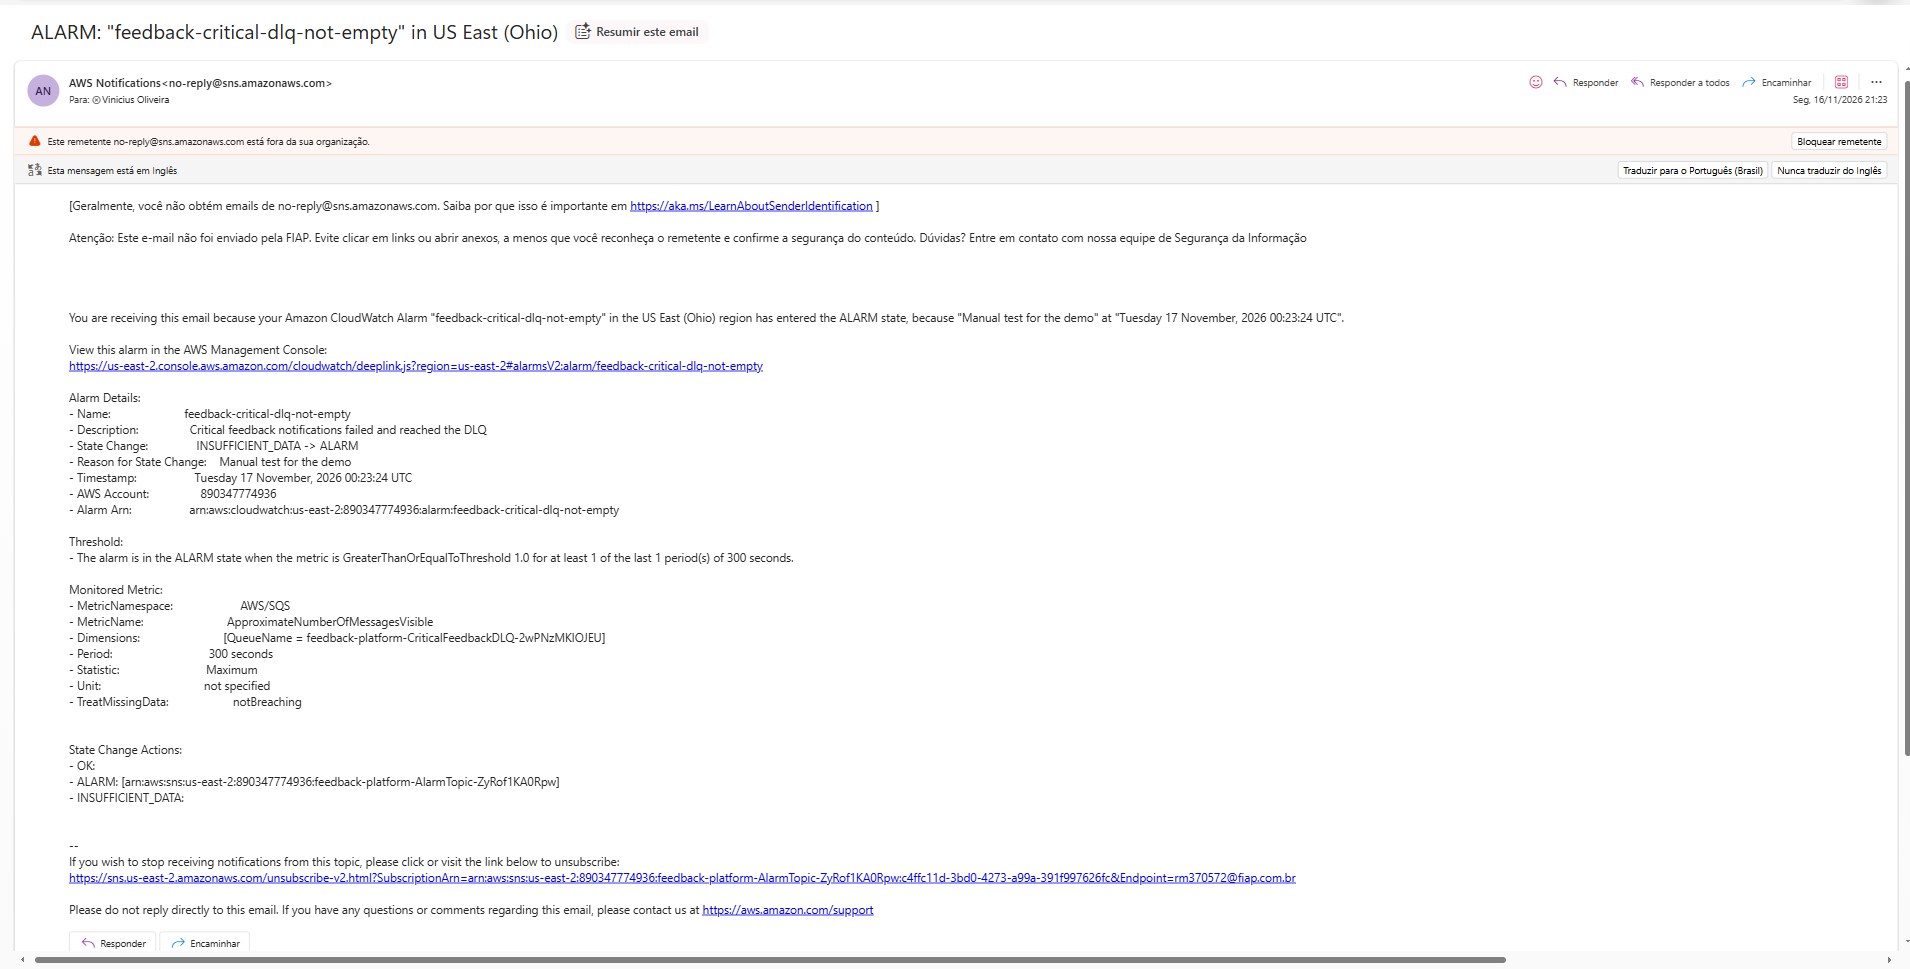 ALARM: "feedback-critical-dlq-not-empty" in US East (Ohio) Resumir este email
AN
AWS Notifications<no-reply@sns.amazonaws.com>
Para: Vinicius Oliveira
Responder Responder a todos Encaminhar
Seg, 16/11/2026 21:23
Este remetente no-reply@sns.amazonaws.com está fora da sua organização. Bloquear remetente
Esta mensagem está em Inglês Traduzir para o Português (Brasil) Nunca traduzir do Inglês
[Geralmente, você não obtém emails de no-reply@sns.amazonaws.com. Saiba por que isso é importante em https://aka.ms/LearnAboutSenderIdentification ]
Atenção: Este e-mail não foi enviado pela FIAP. Evite clicar em links ou abrir anexos, a menos que você reconheça o remetente e confirme a segurança do conteúdo. Dúvidas? Entre em contato com nossa equipe de Segurança da Informação
You are receiving this email because your Amazon CloudWatch Alarm "feedback-critical-dlq-not-empty" in the US East (Ohio) region has entered the ALARM state, because "Manual test for the demo" at "Tuesday 17 November, 2026 00:23:24 UTC".
View this alarm in the AWS Management Console:
https://us-east-2.console.aws.amazon.com/cloudwatch/deeplink.js?region=us-east-2#alarmsV2:alarm/feedback-critical-dlq-not-empty
Alarm Details:
- Name: feedback-critical-dlq-not-empty
- Description: Critical feedback notifications failed and reached the DLQ
- State Change: INSUFFICIENT_DATA -> ALARM
- Reason for State Change: Manual test for the demo
- Timestamp: Tuesday 17 November, 2026 00:23:24 UTC
- AWS Account: 890347774936
- Alarm Arn: arn:aws:cloudwatch:us-east-2:890347774936:alarm:feedback-critical-dlq-not-empty
Threshold:
- The alarm is in the ALARM state when the metric is GreaterThanOrEqualToThreshold 1.0 for at least 1 of the last 1 period(s) of 300 seconds.
Monitored Metric:
- MetricNamespace: AWS/SQS
- MetricName: ApproximateNumberOfMessagesVisible
- Dimensions: [QueueName = feedback-platform-CriticalFeedbackDLQ-2wPNzMKIOJEU]
- Period: 300 seconds
- Statistic: Maximum
- Unit: not specified
- TreatMissingData: notBreaching
State Change Actions:
- OK:
- ALARM: [arn:aws:sns:us-east-2:890347774936:feedback-platform-AlarmTopic-ZyRof1KA0Rpw]
- INSUFFICIENT_DATA:
--
If you wish to stop receiving notifications from this topic, please click or visit the link below to unsubscribe:
https://sns.us-east-2.amazonaws.com/unsubscribe-v2.html?SubscriptionArn=arn:aws:sns:us-east-2:890347774936:feedback-platform-AlarmTopic-ZyRof1KA0Rpw:c4ffc11d-3bd0-4273-a99a-391f997626fc&Endpoint=rm370572@fiap.com.br
Please do not reply directly to this email. If you have any questions or comments regarding this email, please contact us at https://aws.amazon.com/support
Responder Encaminhar